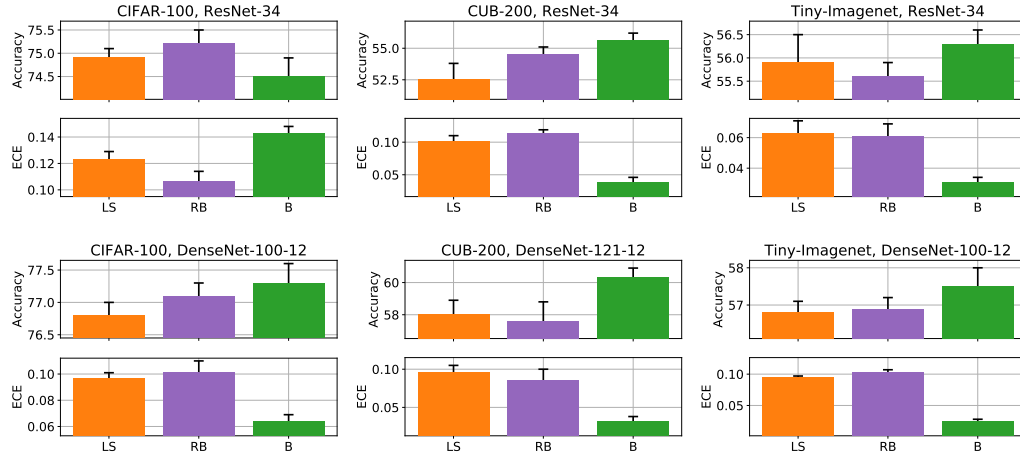 CIFAR-100, ResNet-34
Accuracy
75.5
75.0
74.5
ECE
0.14
0.12
0.10
LS RB B
CUB-200, ResNet-34
Accuracy
55.0
52.5
ECE
0.10
0.05
LS RB B
Tiny-Imagenet, ResNet-34
Accuracy
56.5
56.0
55.5
ECE
0.06
0.04
LS RB B
CIFAR-100, DenseNet-100-12
Accuracy
77.5
77.0
76.5
ECE
0.10
0.08
0.06
LS RB B
CUB-200, DenseNet-121-12
Accuracy
60
58
ECE
0.10
0.05
LS RB B
Tiny-Imagenet, DenseNet-100-12
Accuracy
58
57
ECE
0.10
0.05
LS RB B